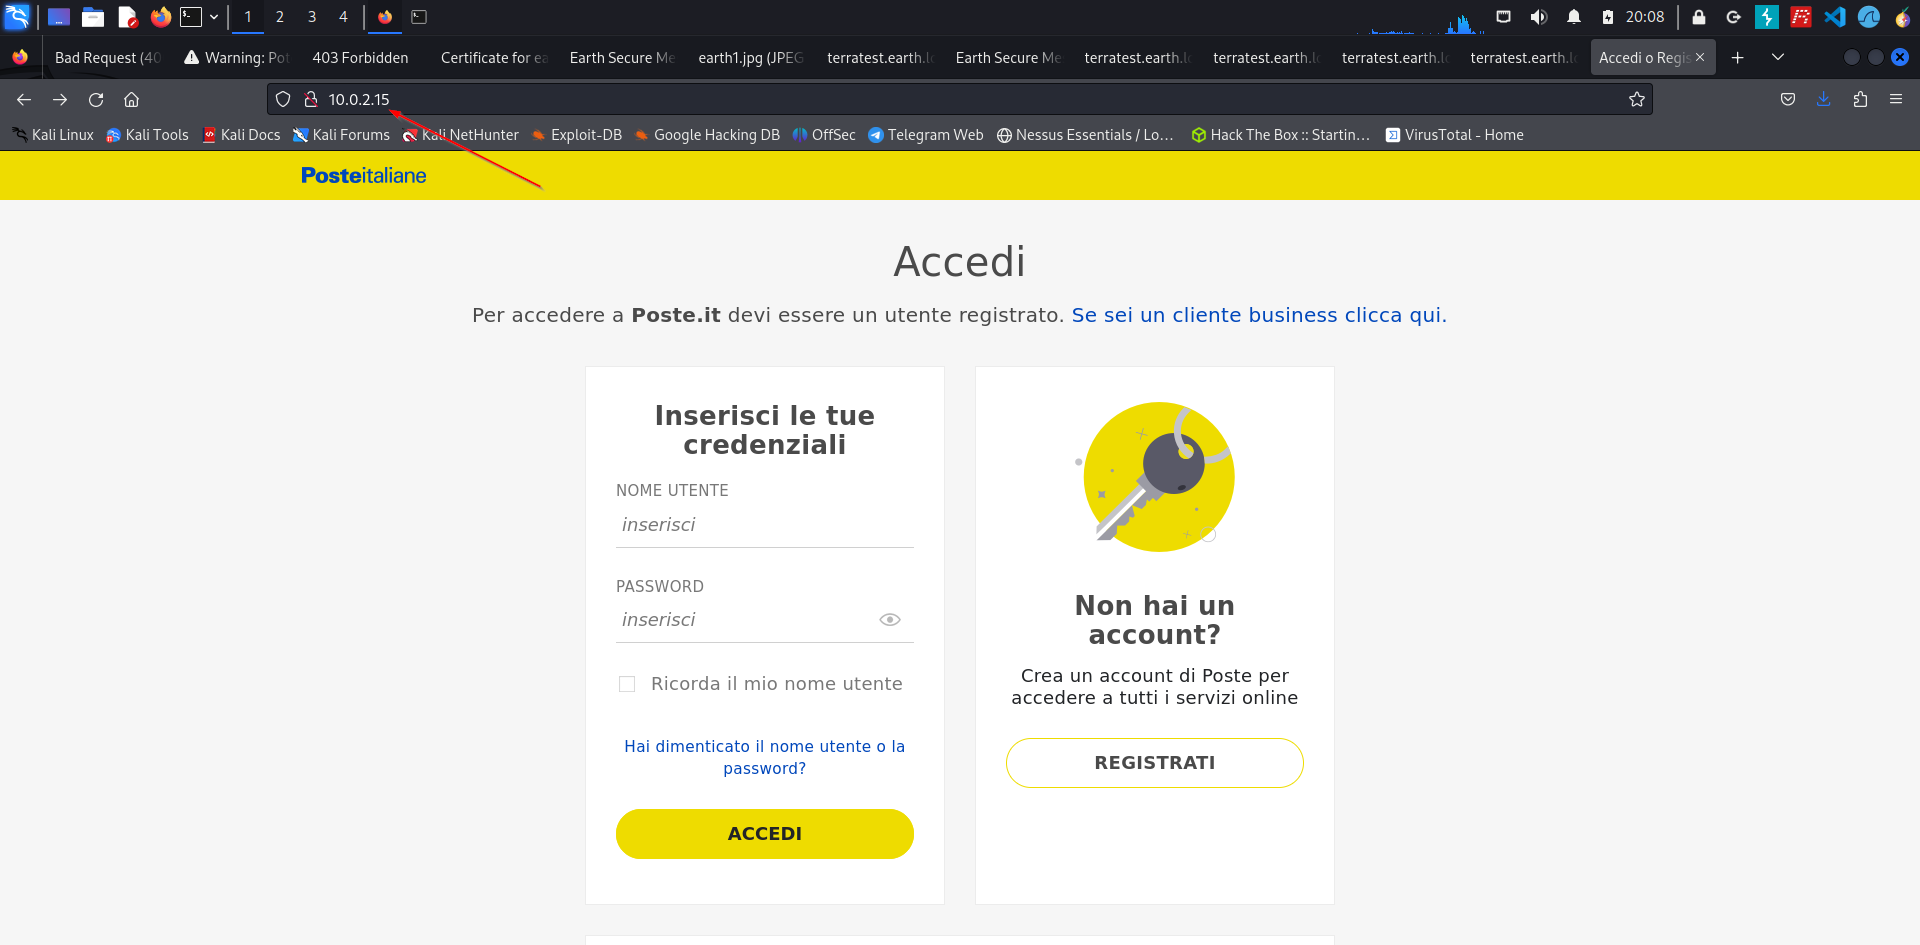 1 2 3 4 20:08
Bad Request (40 Warning: Pot 403 Forbidden Certificate for ea Earth Secure Me earth1.jpg (JPEG terratest.earth.lo Earth Secure Me terratest.earth.lo terratest.earth.lo terratest.earth.lo terratest.earth.lo Accedi o Regis
10.0.2.15
Kali Linux Kali Tools Kali Docs Kali Forums Kali NetHunter Exploit-DB Google Hacking DB OffSec Telegram Web Nessus Essentials / Lo... Hack The Box :: Startin... VirusTotal - Home
Posteitaliane
Accedi
Per accedere a Poste.it devi essere un utente registrato. Se sei un cliente business clicca qui.
Inserisci le tue
credenziali
NOME UTENTE
inserisci
PASSWORD
inserisci
Ricorda il mio nome utente
Hai dimenticato il nome utente o la
password?
ACCEDI
Non hai un
account?
Crea un account di Poste per
accedere a tutti i servizi online
REGISTRATI